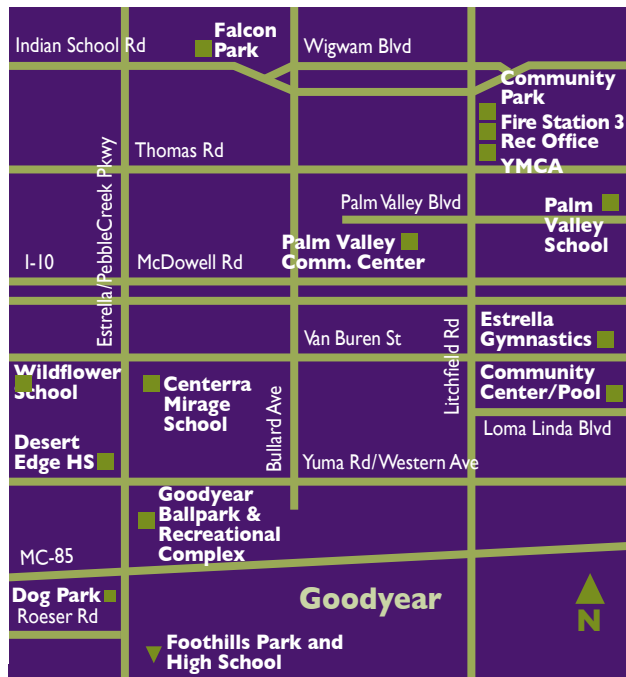 Falcon
Park
Indian School Rd
Wigwam Blvd
Community
Park
Fire Station 3
Rec Office
YMCA
Thomas Rd
Estrella/PebbleCreek Pkwy
Palm Valley Blvd
Palm
Valley
School
Palm Valley
Comm. Center
I-10
McDowell Rd
Litchfield Rd
Estrella
Gymnastics
Van Buren St
Wildflower
School
Centerra
Mirage
School
Bullard Ave
Community
Center/Pool
Loma Linda Blvd
Desert
Edge HS
Yuma Rd/Western Ave
Goodyear
Ballpark &
Recreational
Complex
MC-85
Dog Park
Roeser Rd
Goodyear
N
Foothills Park and
High School